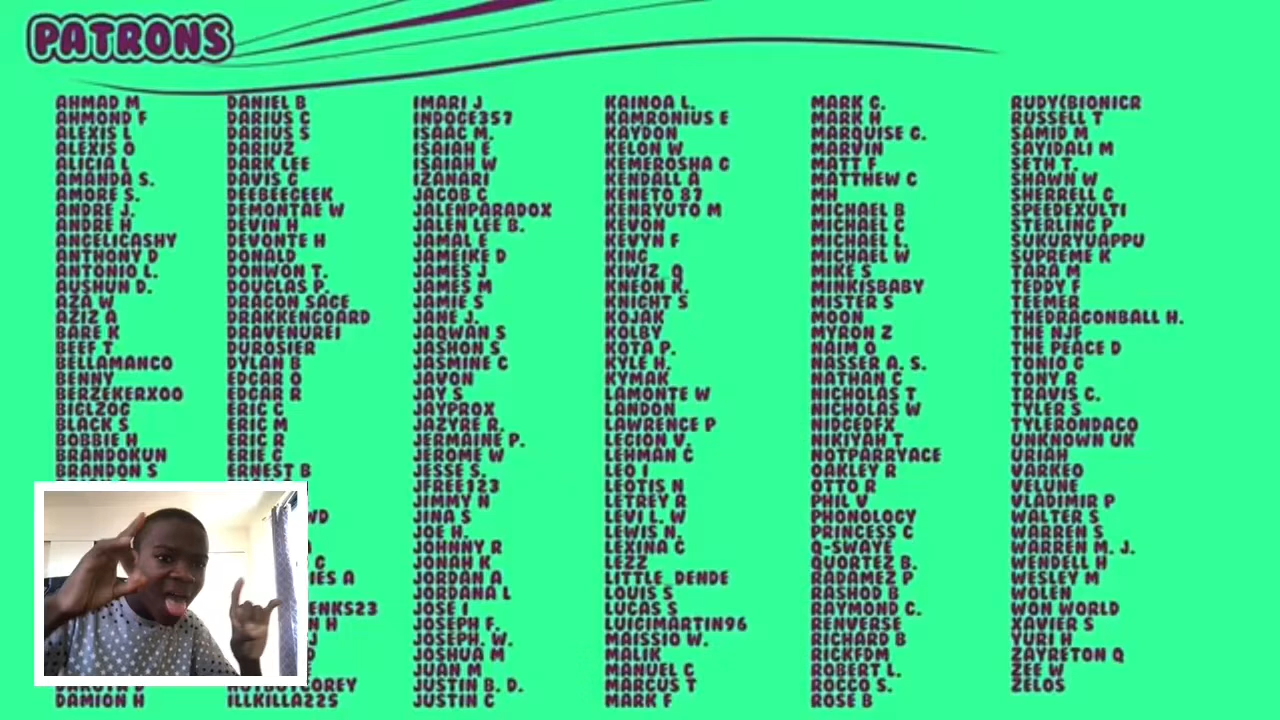 PATRONS
AHMAD M
AHMOND F
ALEXIS L
ALEXIS O
ALICIA L
AMANDA S.
AMORE S.
ANDRE J.
ANDRE H
ANGELICASHY
ANTHONY D
ANTONIO L.
AUSHUN D.
AZA W
AZIZ A
BARE K
BEEF T
BELLAMANGO
BENNY
BERZEKERXOO
BIGLZOG
BLACK S
BOBBIE H
BRANDOKUN
BRANDON S
DAMION H
DANIEL B
DARIUS G
DARIUS S
DARIUZ
DARK LEE
DAVIS G
DEEBEEGEEK
DEMONTAE W
DEVIN H
DEVONTE H
DONALD
DONWON T.
DOUGLAS P.
DRAGON SAGE
DRAKKENGOARD
DRAVENUREI
DUROSIER
DYLAN B
EDGAR O
EDGAR R
ERIC G
ERIC M
ERIC R
ERIE G
ERNEST B
ILLKILLA225
IMARI J
INDOGE357
ISAAC M.
ISAIAH E
ISAIAH W
IZANARI
JACOB C
JALENPARADOX
JALEN LEE B.
JAMAL E
JAMEIKE D
JAMES J
JAMES M
JAMIE S
JANE J.
JAQWAN S
JASHON S
JASMINE C
JAVON
JAY S
JAYPROX
JAZYRE R.
JERMAINE P.
JEROME W
JESSE S.
JFREE123
JIMMY N
JINA S
JOE H.
JOHNNY R
JONAH K
JORDAN A
JORDANA L
JOSE I
JOSEPH F.
JOSEPH. W.
JOSHUA M
JUAN M
JUSTIN B. D.
JUSTIN C
KAINOA L.
KAMRONIUS E
KAYDON
KELON W
KEMEROSHA G
KENDALL A
KENETO 87
KENRYUTO M
KEVON
KEVYN F
KING
KIWIZ_Q
KNEON K.
KNIGHT S
KOJAK
KOLBY
KOTA P.
KYLE H.
KYMAK
LAMONTE W
LANDON
LAWRENCE P
LEGION V.
LEHMAN C
LEO I
LEOTIS N
LETREY R
LEVI L. W
LEWIS N.
LEXINA C
LEZZ
LITTLE_DENDE
LOUIS S
LUCAS S
LUIGIMARTIN96
MAISSIO W.
MALIK
MANUEL C
MARCUS T
MARK F
MARK G.
MARK H
MARQUISE G.
MARVIN
MATT F
MATTHEW C
MH
MICHAEL B
MICHAEL C
MICHAEL L.
MICHAEL W
MIKE S
MINKISBABY
MISTER S
MOON
MYRON Z
NAIM O
NASSER A. S.
NATHAN C
NICHOLAS T
NICHOLAS W
NIDGEDFX
NIKIYAH T
NOTPARRYACE
OAKLEY R
OTTO R
PHIL V
PHONOLOGY
PRINCESS C
Q-SWAYE
QUORTEZ B.
RADAMEZ P
RASHOD B
RAYMOND G.
RENVERSE
RICHARD B
RICKFDM
ROBERT L.
ROCCO S.
ROSE B
RUDY(BIONICR
RUSSELL T
SAMID M
SAYIDALI M
SETH T.
SHAWN W
SHERRELL G
SPEEDEXULTI
STERLING P
SUKURYUAPPU
SUPREME K
TARA M
TEDDY F
TEEMER
THEDRAGONBALL H.
THE NJF
THE PEACE D
TONIO G
TONY R
TRAVIS G.
TYLER S
TYLERONDACO
UNKNOWN UK
URIAH
VARKEO
VELUNE
VLADIMIR P
WALTER S
WARREN S
WARREN M. J.
WENDELL H
WESLEY M
WOLEN
WON WORLD
XAVIER S
YURI H
ZAYRETON Q
ZEE W
ZELOS